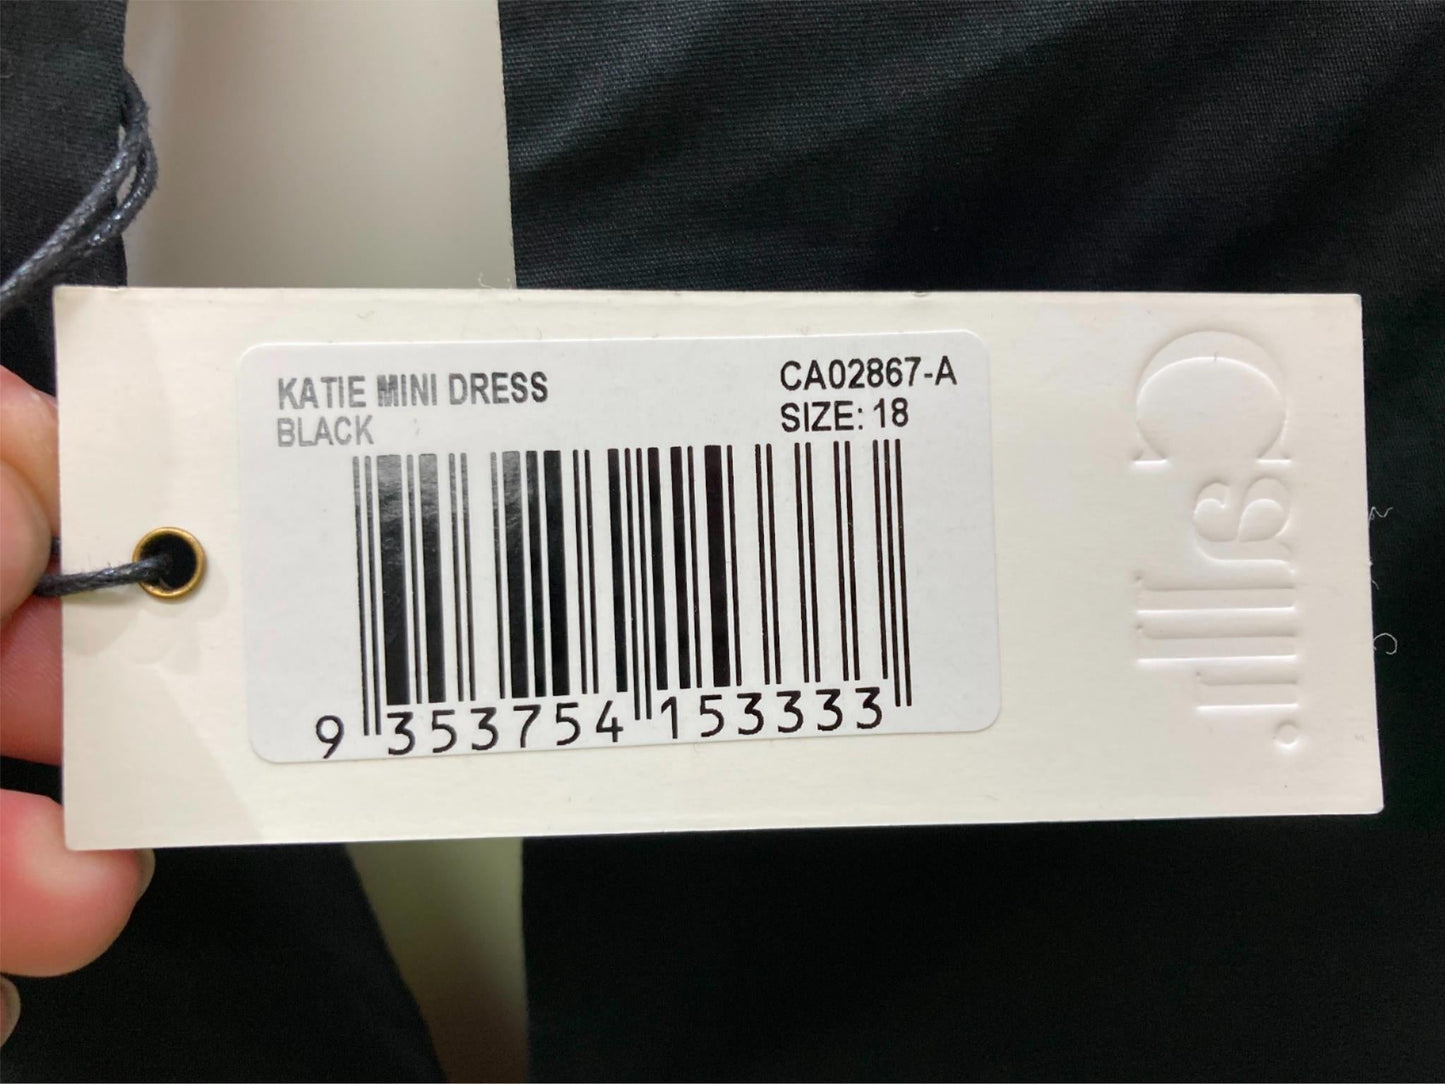 KATIE MINI DRESS
BLACK
CA02867-A
SIZE: 18
9 353754 153333